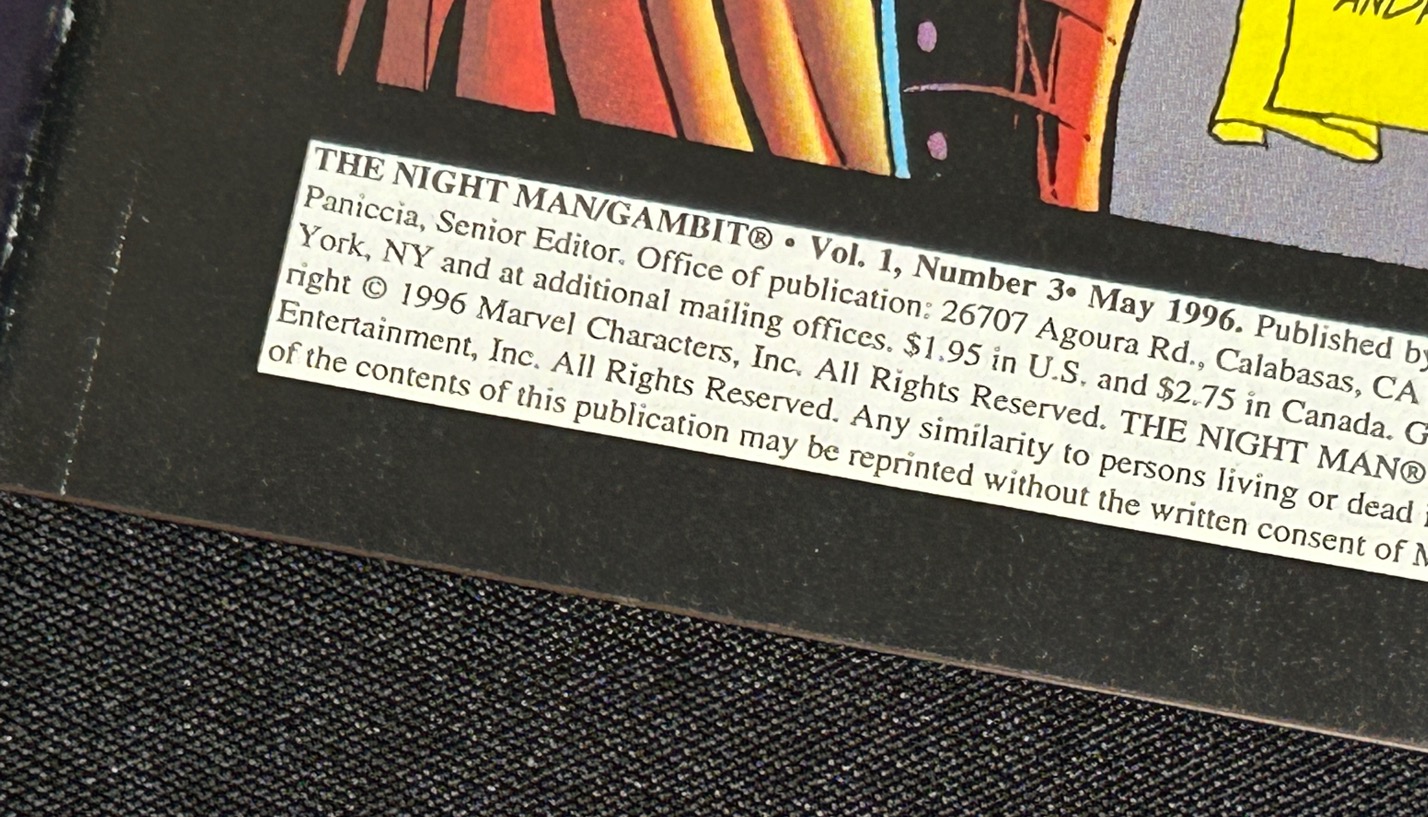 THE NIGHT MAN/GAMBIT® • Vol. 1, Number 3• May 1996. Published by
Paniccia, Senior Editor. Office of publication: 26707 Agoura Rd., Calabasas, CA
York, NY and at additional mailing offices. $1.95 in U.S. and $2.75 in Canada. G
right © 1996 Marvel Characters, Inc. All Rights Reserved. THE NIGHT MAN®
Entertainment, Inc. All Rights Reserved. Any similarity to persons living or dead
of the contents of this publication may be reprinted without the written consent of M